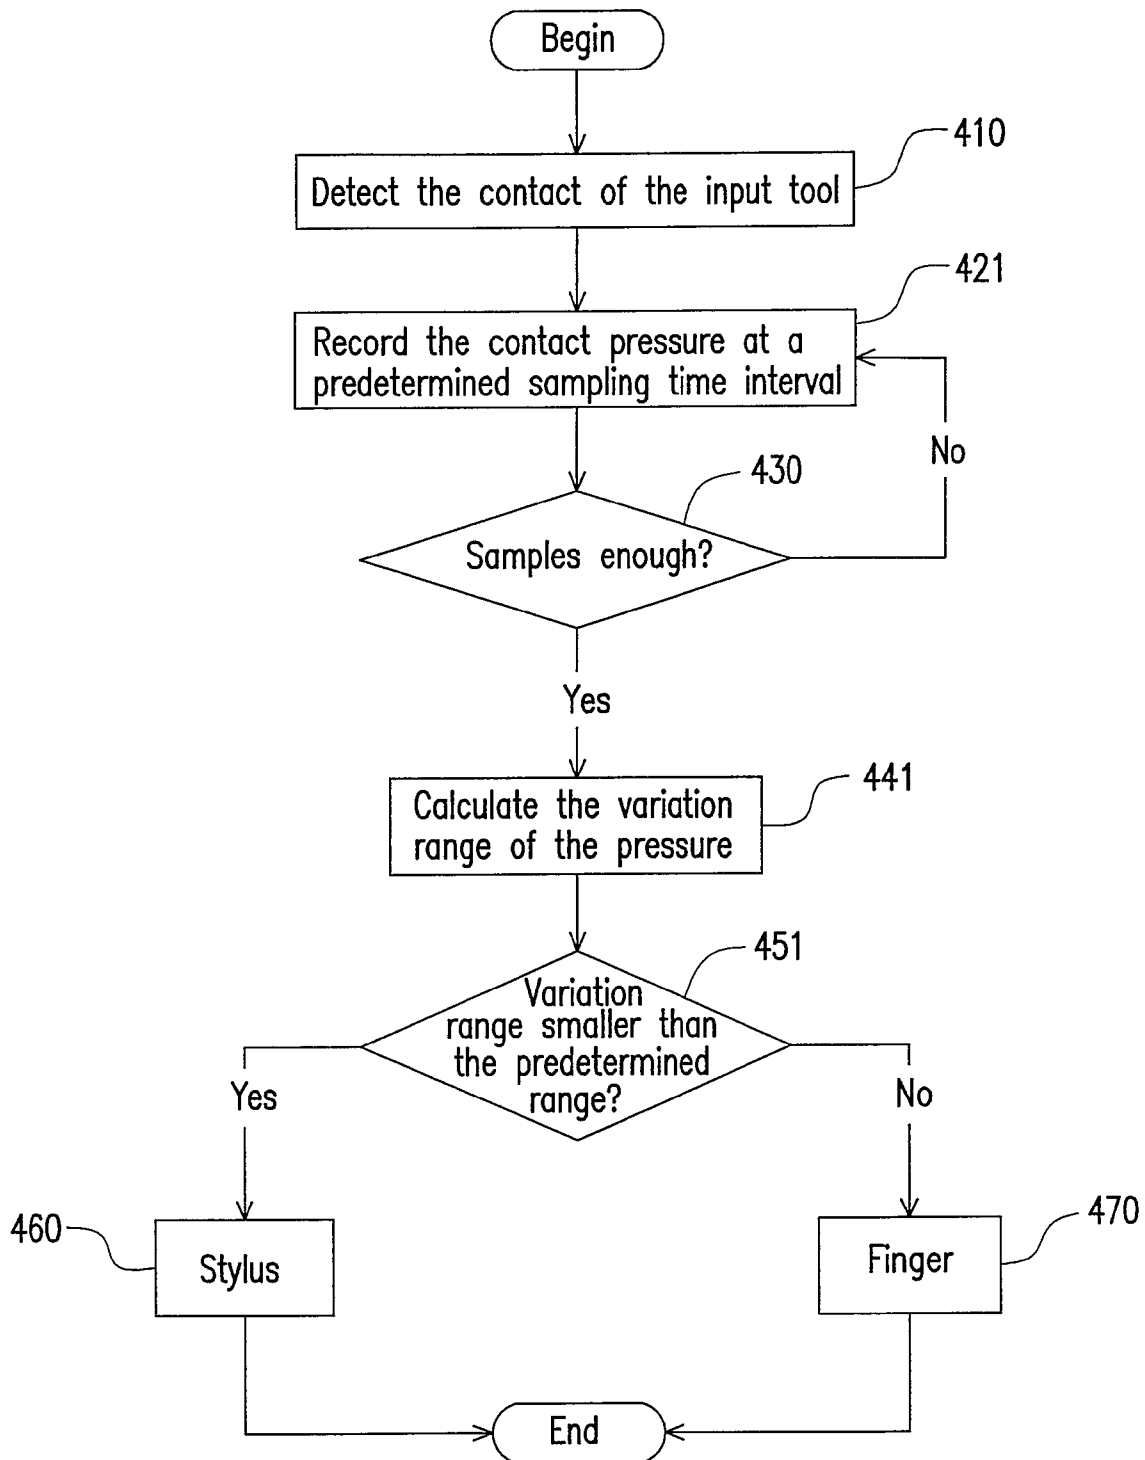 Begin
410
Detect the contact of the input tool
421
Record the contact pressure at a
predetermined sampling time interval
No
430
Samples enough?
Yes
441
Calculate the variation
range of the pressure
451
Variation
range smaller than
the predetermined
range?
Yes
No
460
Stylus
470
Finger
End